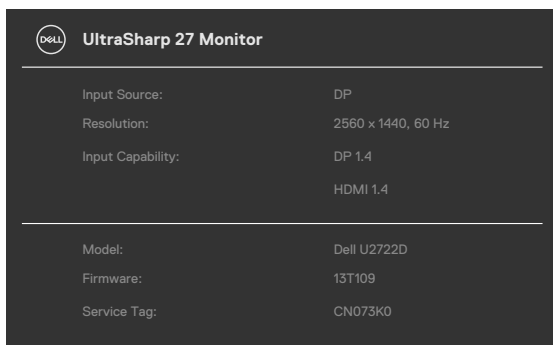 DELL UltraSharp 27 Monitor
Input Source: DP
Resolution: 2560 x 1440, 60 Hz
Input Capability: DP 1.4
HDMI 1.4
Model: Dell U2722D
Firmware: 13T109
Service Tag: CN073K0